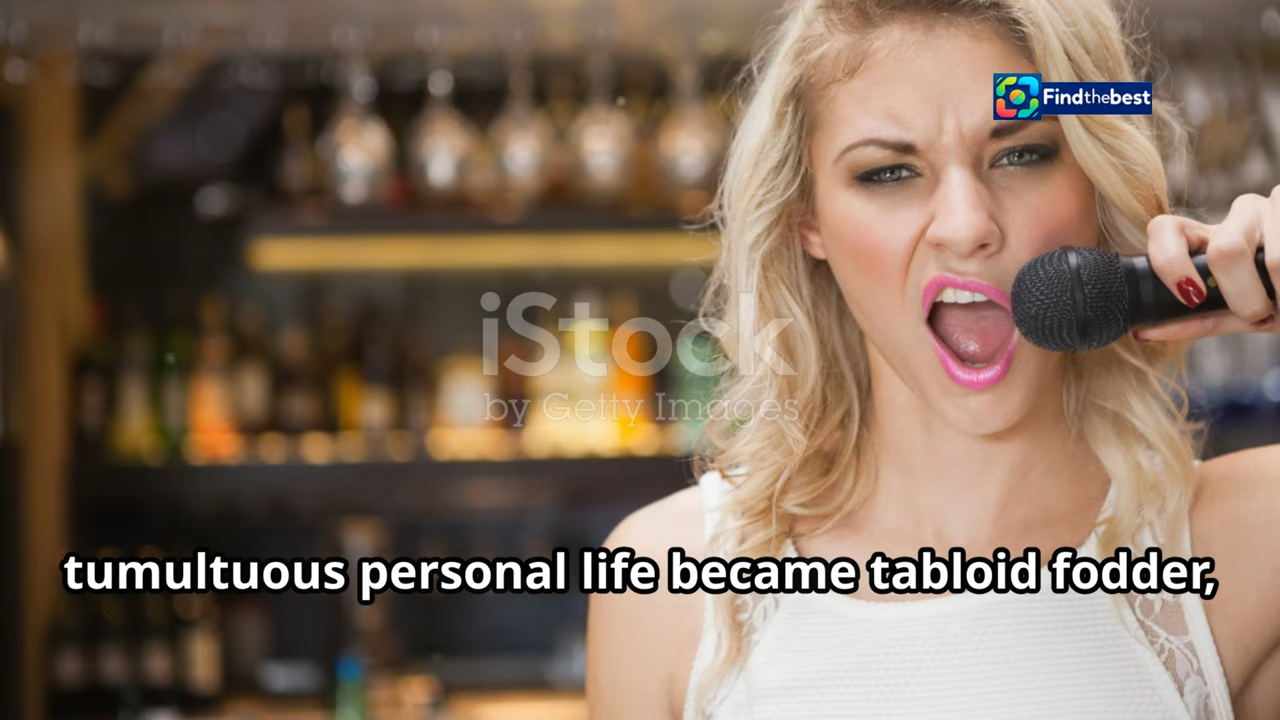 Findthebest
iStock
by Getty Images
tumultuous personal life became tabloid fodder,